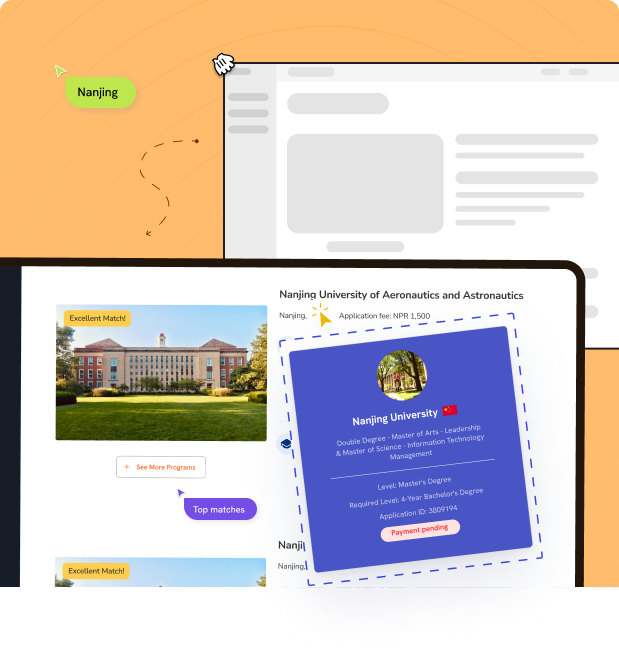 Nanjing
Nanjing University of Aeronautics and Astronautics
Nanjing,
Application fee: NPR 1,500
Excellent Match!
See More Programs
Top matches
Nanjing University
Double Degree - Master of Arts - Leadership
& Master of Science - Information Technology
Management
Level: Master's Degree
Required Level: 4-Year Bachelor's Degree
Application ID: 3809194
Payment pending
Nanji
Nanjing,
Excellent Match!